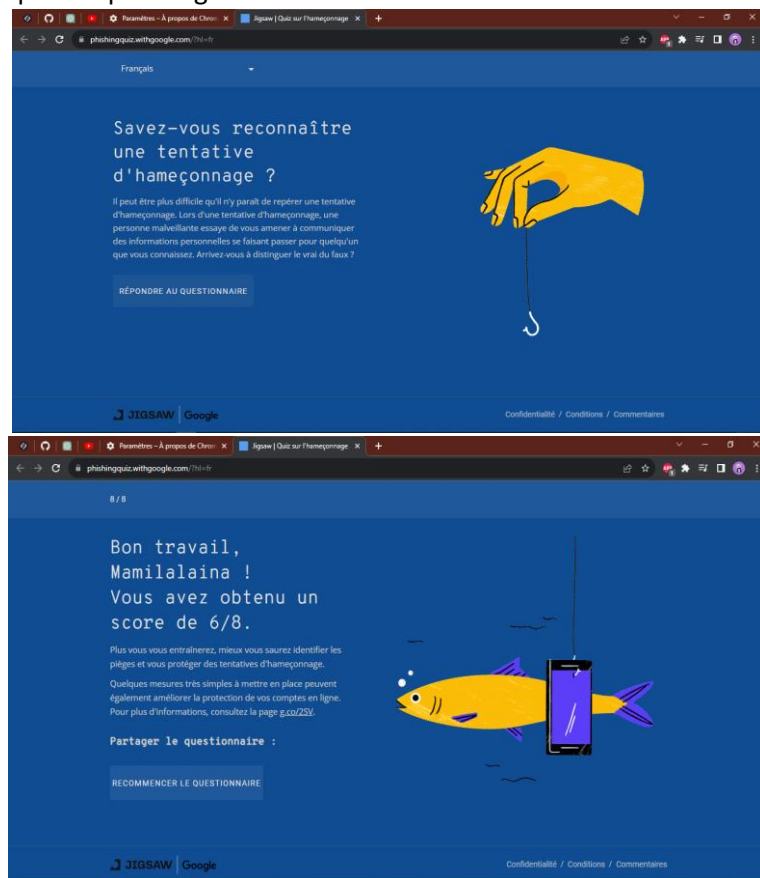 Paramètres – À propos de Chrom
Jigsaw | Quiz sur l'hameçonnage
phishingquiz.withgoogle.com/?hl=fr
Français
Savez-vous reconnaître
une tentative
d'hameçonnage ?
Il peut être plus difficile qu'il n'y paraît de repérer une tentative
d'hameçonnage. Lors d'une tentative d'hameçonnage, une
personne malveillante essaye de vous amener à communiquer
des informations personnelles se faisant passer pour quelqu'un
que vous connaissez. Arrivez-vous à distinguer le vrai du faux ?
RÉPONDRE AU QUESTIONNAIRE
JIGSAW | Google
Confidentialité / Conditions / Commentaires
Paramètres – À propos de Chrom
Jigsaw | Quiz sur l'hameçonnage
phishingquiz.withgoogle.com/?hl=fr
8/8
Bon travail,
Mamilalaina !
Vous avez obtenu un
score de 6/8.
Plus vous vous entraînerez, mieux vous saurez identifier les
pièges et vous protéger des tentatives d'hameçonnage.
Quelques mesures très simples à mettre en place peuvent
également améliorer la protection de vos comptes en ligne.
Pour plus d'informations, consultez la page g.co/2SV.
Partager le questionnaire :
RECOMMENCER LE QUESTIONNAIRE
JIGSAW | Google
Confidentialité / Conditions / Commentaires